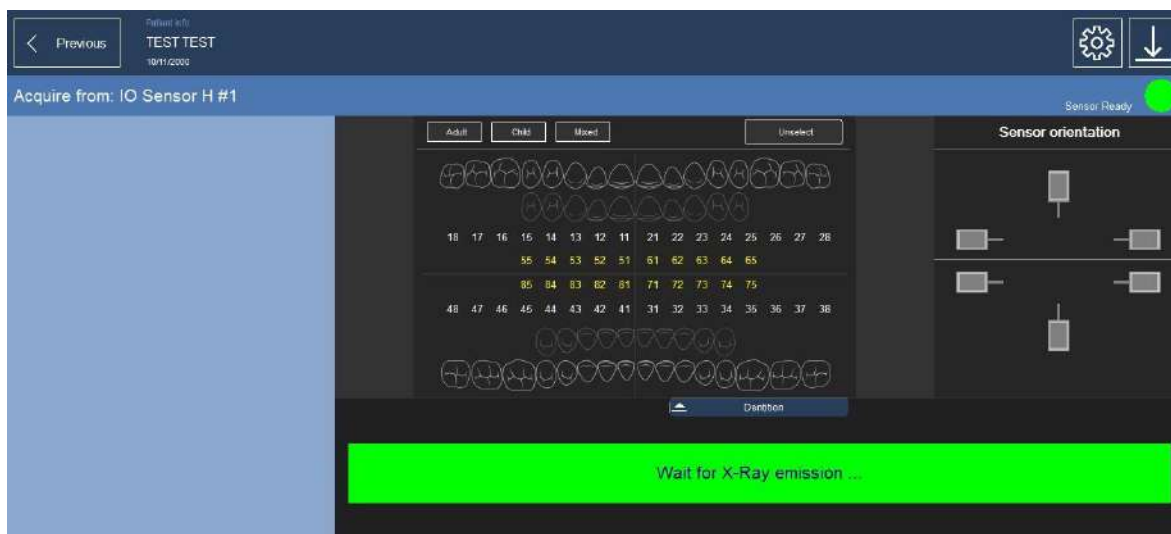 Previous
Patient info
TEST TEST
10/11/2000
Acquire from: IO Sensor H #1
Sensor Ready
Adult Child Mixed Unselect
Sensor orientation
18 17 16 15 14 13 12 11 21 22 23 24 25 26 27 28
55 54 53 52 51 61 62 63 64 65
85 84 83 82 81 71 72 73 74 75
48 47 46 45 44 43 42 41 31 32 33 34 35 36 37 38
Dentition
Wait for X-Ray emission ...